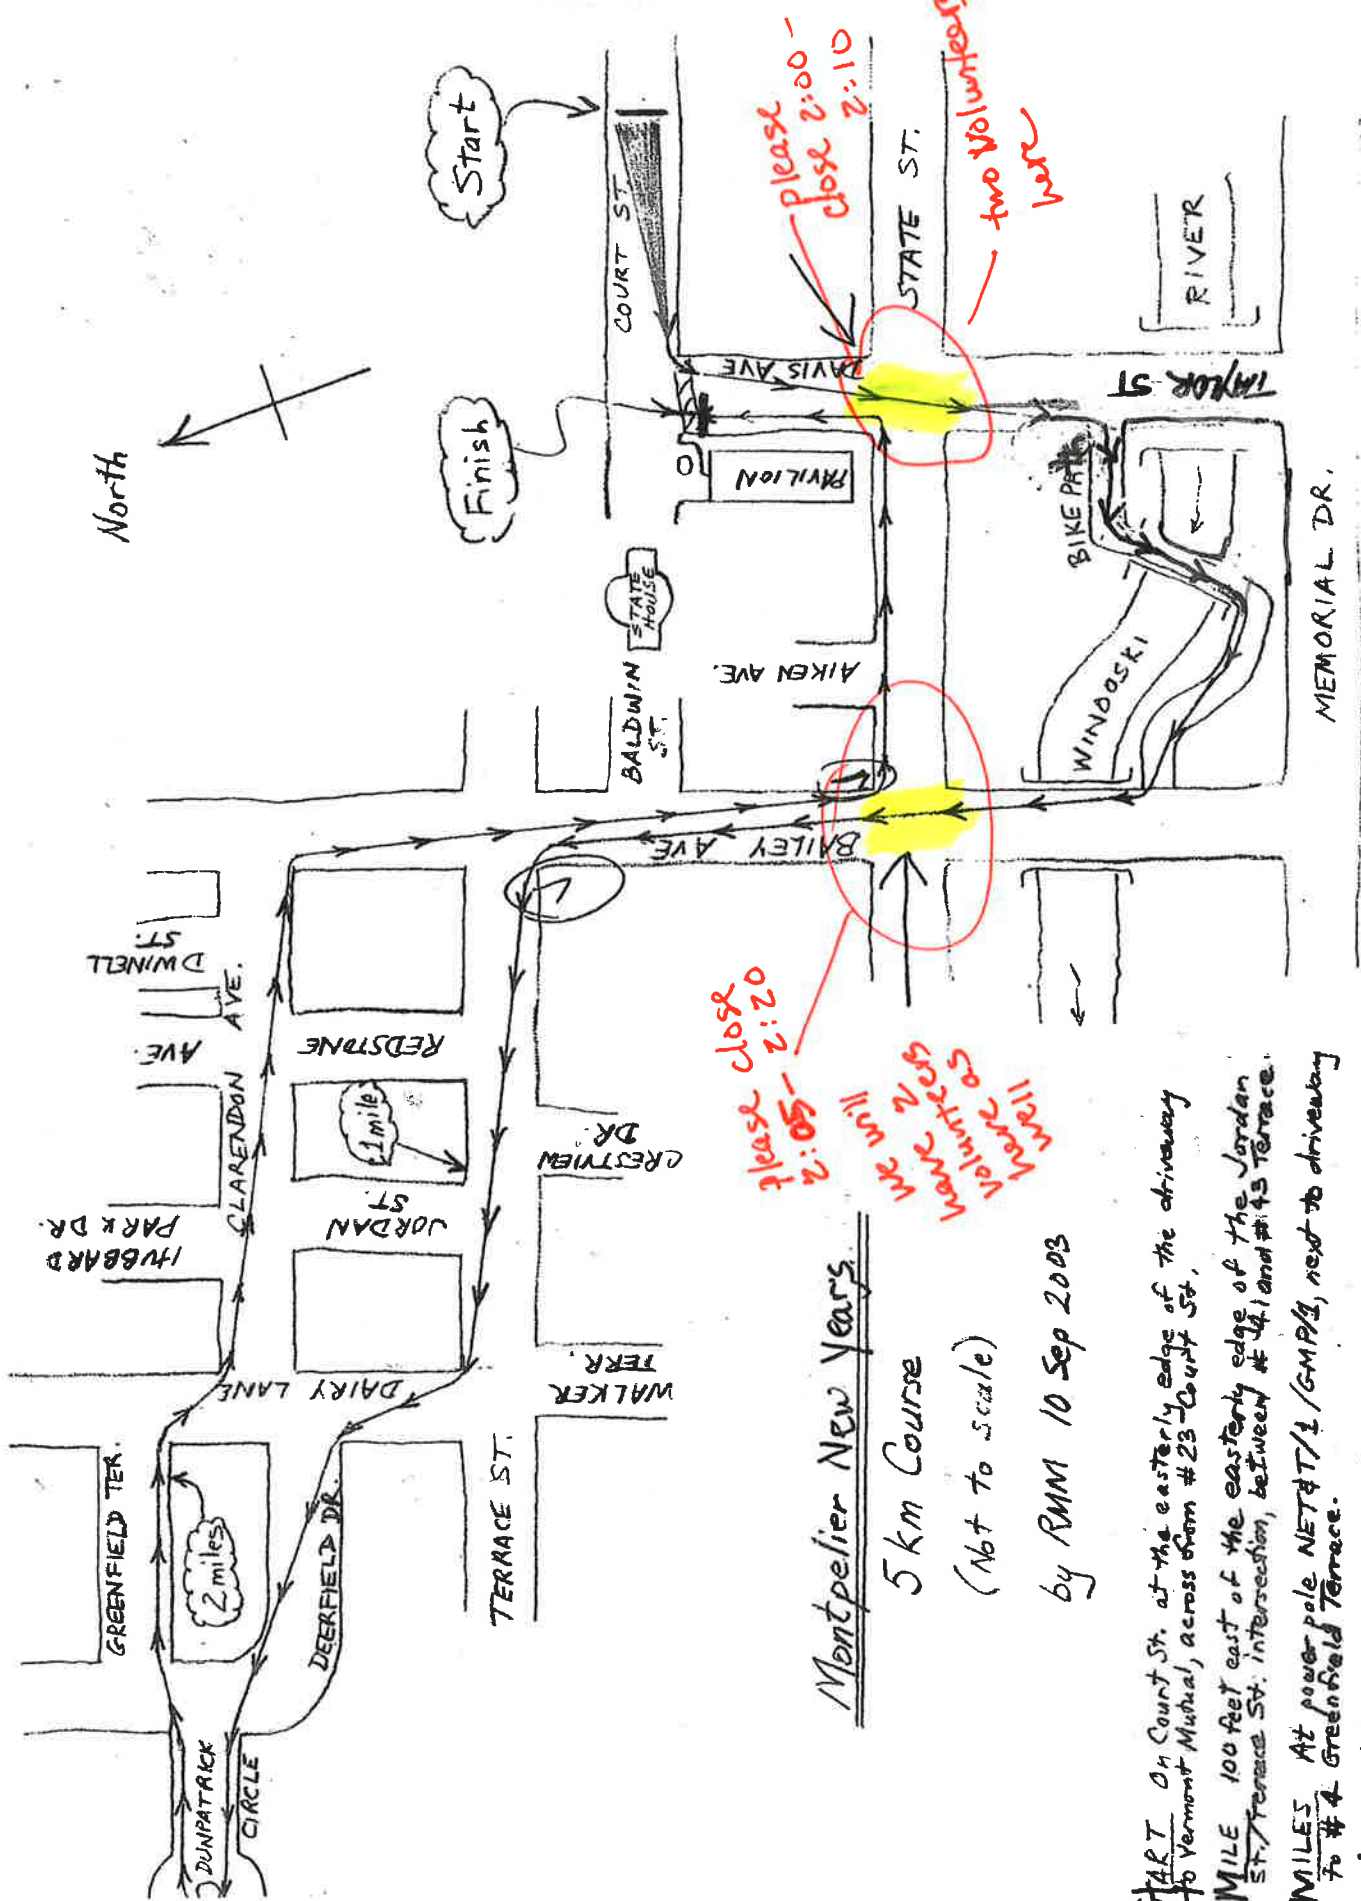 North
Start
Finish
COURT ST.
please
close 2:00-
2:10
STATE ST.
two Volunteers
here
DAVIS AVE
TAYLOR
ST
RIVER
PAVILION
STATE
HOUSE
BALDWIN
ST.
AIKEN AVE.
BIKE PATH
WINOOSKI
MEMORIAL DR.
BAILEY AVE
DWINELL
ST.
AVE.
CLARENDON AVE.
REDSTONE
1 mile
JORDAN
ST.
HUBBARD
PARK DR.
CRESTVIEW
DR.
DAIRY LANE
WALKER
TERR.
GREENFIELD TER.
2 miles
DEERFIELD DR.
TERRACE ST.
DUNPATRICK
CIRCLE
please close
2:05- 2:20
we will
have 2
volunteers
here as
well
Montpelier New Years
5 km Course
(Not to scale)
by RMM 10 Sep 2003
START On Court St. at the easterly edge of the driveway
to Vermont Mutual, across from #23 Court St.
MILE 100 feet east of the easterly edge of the Jordan
St./Terrace St. intersection, between #41 and #43 Terrace.
MILES At power pole NET&T/1/GMP/1, next to driveway
to #4 Greenfield Terrace.